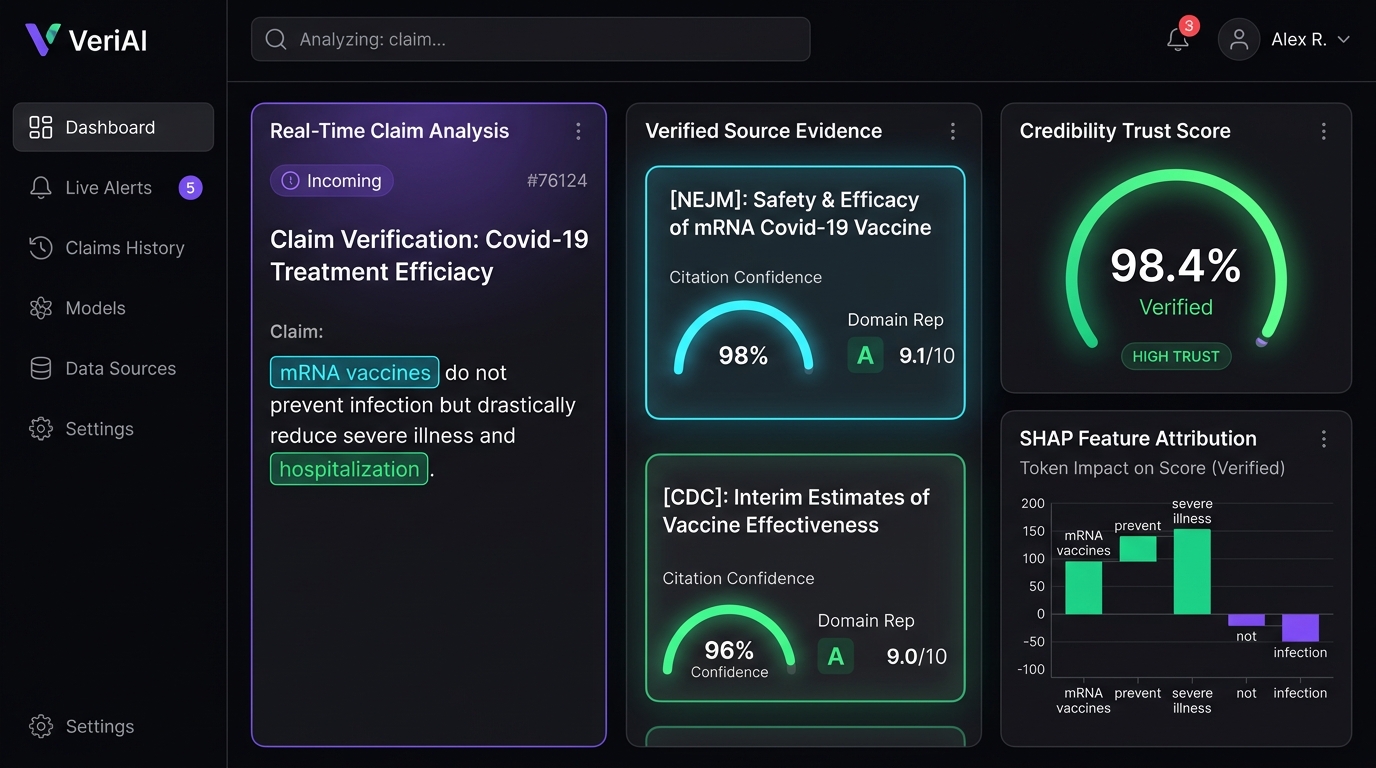 VeriAI
Analyzing: claim...
3
Alex R.
Dashboard
Live Alerts 5
Claims History
Models
Data Sources
Settings
Settings
Real-Time Claim Analysis
Incoming #76124
Claim Verification: Covid-19
Treatment Efficiacy
Claim:
mRNA vaccines do not
prevent infection but drastically
reduce severe illness and
hospitalization.
Verified Source Evidence
[NEJM]: Safety & Efficacy
of mRNA Covid-19 Vaccine
Citation Confidence
98%
Domain Rep
A 9.1/10
[CDC]: Interim Estimates of
Vaccine Effectiveness
Citation Confidence
96%
Confidence
Domain Rep
A 9.0/10
Credibility Trust Score
98.4%
Verified
HIGH TRUST
SHAP Feature Attribution
Token Impact on Score (Verified)
200
150
100
50
0
-50
-100
mRNA
vaccines
prevent
severe
illness
not
infection
mRNA
vaccines
prevent
severe
illness
not
infection